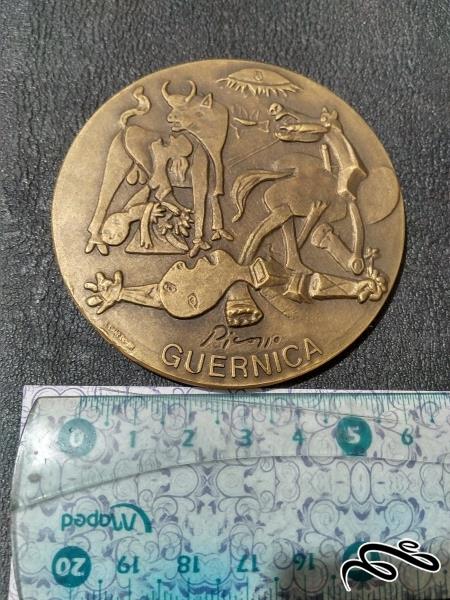 Picasso
GUERNICA
0 1 2 3 4 5 6
Maped
20 19 18 17 16